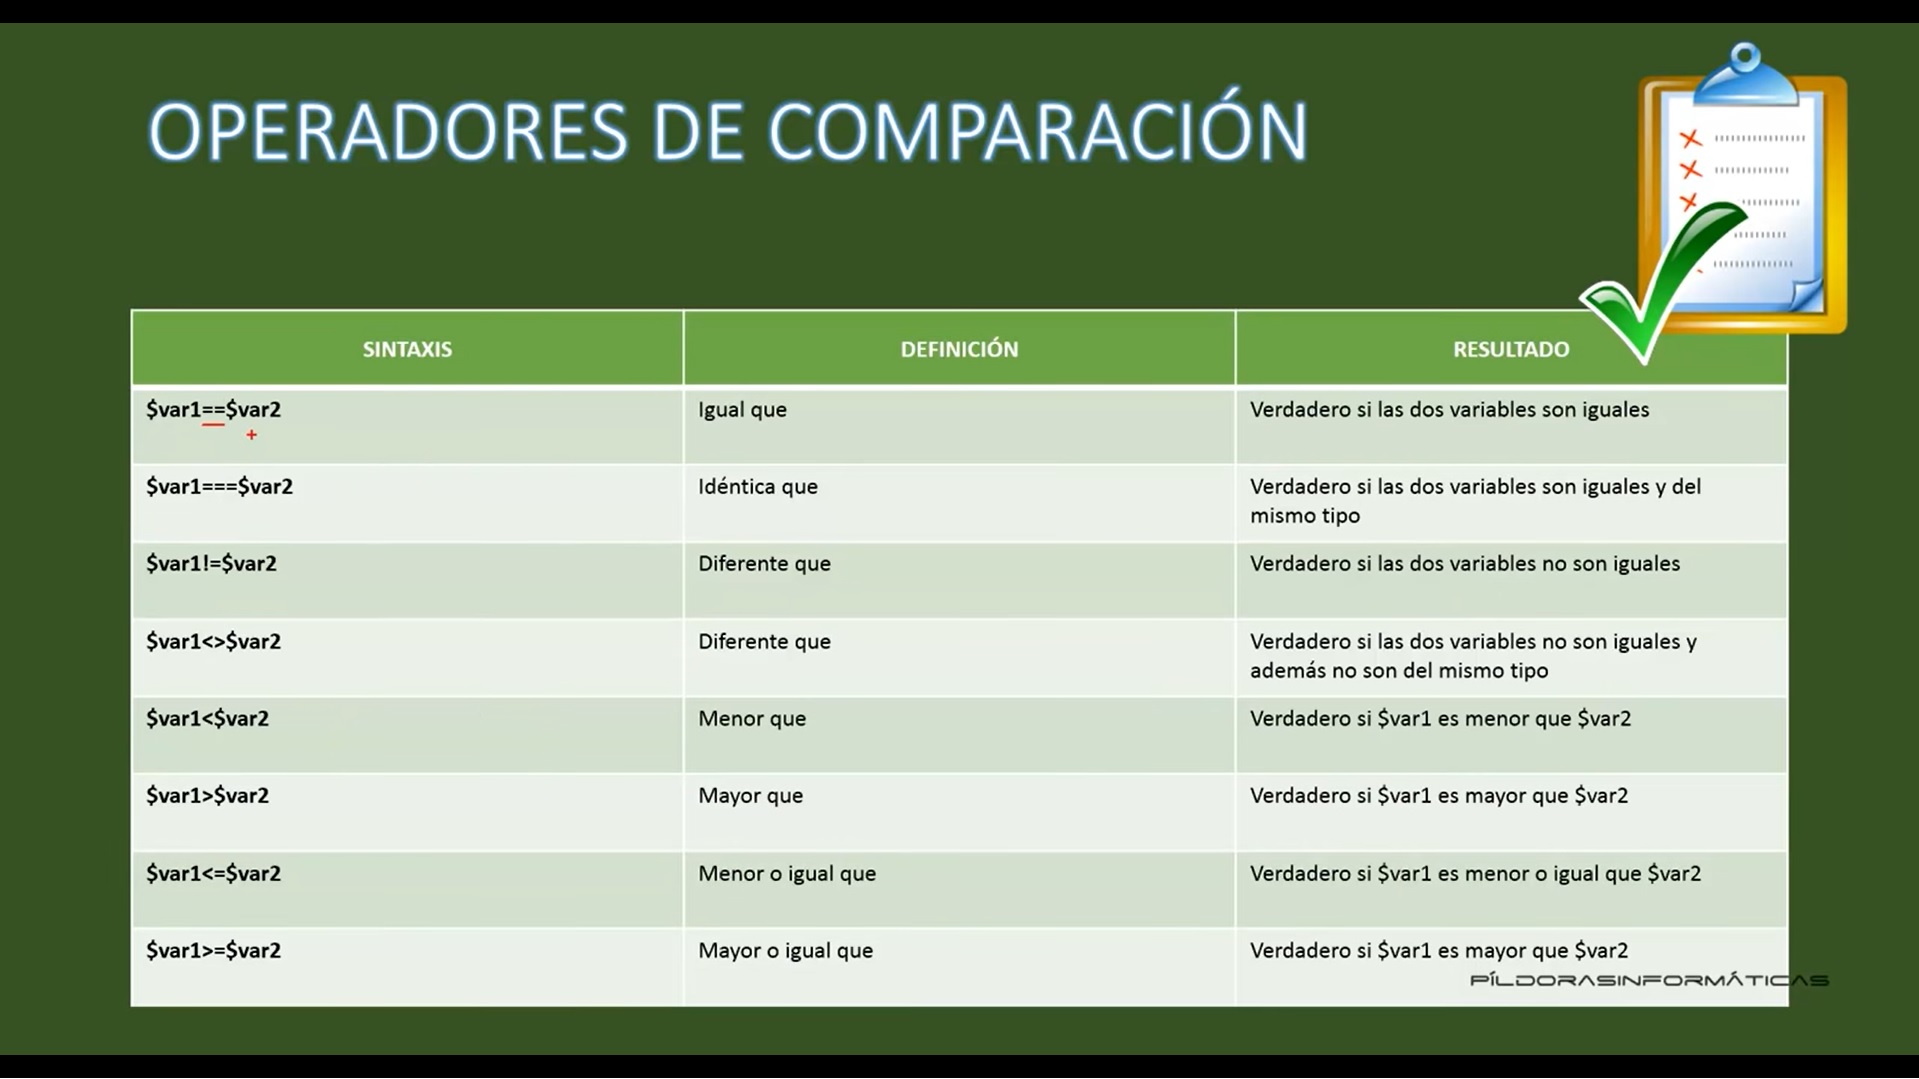 OPERADORES DE COMPARACIÓN
SINTAXIS DEFINICIÓN RESULTADO
$var1==$var2 Igual que Verdadero si las dos variables son iguales
$var1===$var2 Idéntica que Verdadero si las dos variables son iguales y del
mismo tipo
$var1!=$var2 Diferente que Verdadero si las dos variables no son iguales
$var1<>$var2 Diferente que Verdadero si las dos variables no son iguales y
además no son del mismo tipo
$var1<$var2 Menor que Verdadero si $var1 es menor que $var2
$var1>$var2 Mayor que Verdadero si $var1 es mayor que $var2
$var1<=$var2 Menor o igual que Verdadero si $var1 es menor o igual que $var2
$var1>=$var2 Mayor o igual que Verdadero si $var1 es mayor que $var2
PÍLDORASINFORMÁTICAS